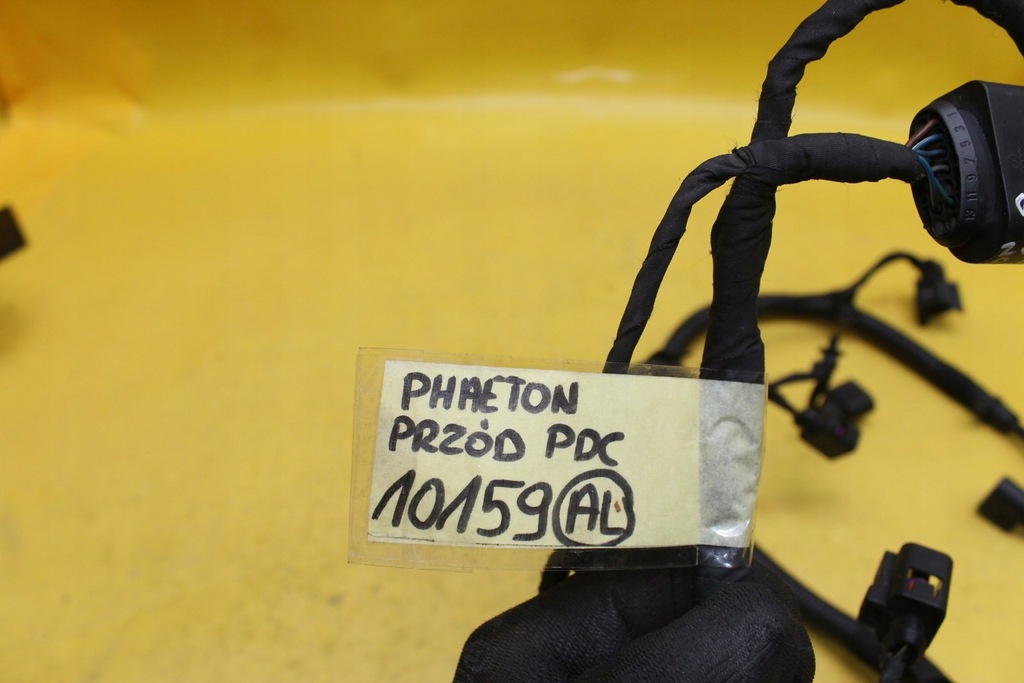 PHAETON
PRZÓD PDC
10159 AL